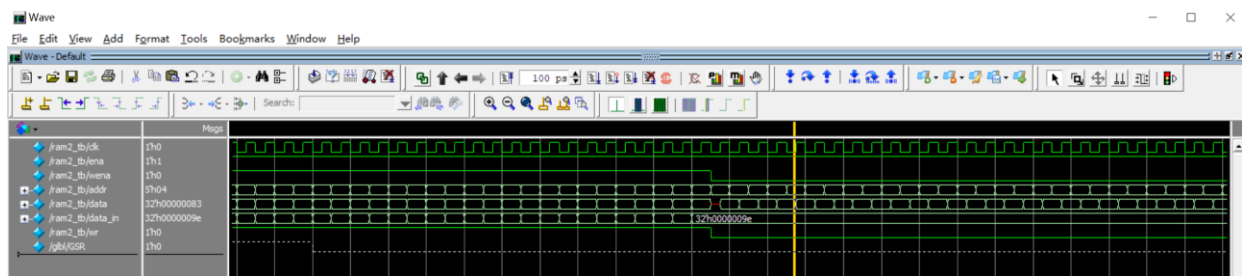 Wave
File Edit View Add Format Tools Bookmarks Window Help
Wave - Default
100 ps
Search:
Msgs
/ram2_tb/clk 1'h0
/ram2_tb/ena 1'h1
/ram2_tb/wena 1'h0
/ram2_tb/addr 5'h04
/ram2_tb/data 32'h00000083
/ram2_tb/data_in 32'h0000009e 32'h0000009e
/ram2_tb/wr 1'h0
/glbl/GSR 1'h0